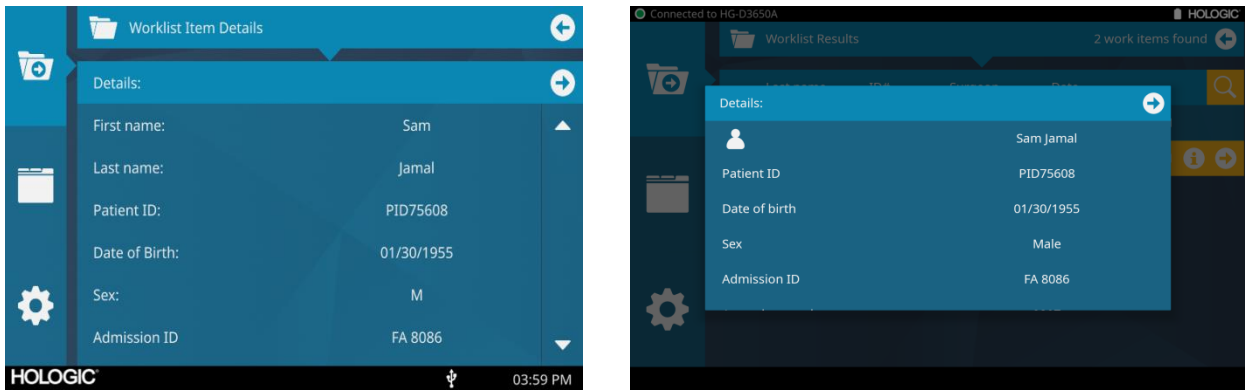 Worklist Item Details
Details:
First name: Sam
Last name: Jamal
Patient ID: PID75608
Date of Birth: 01/30/1955
Sex: M
Admission ID FA 8086
HOLOGIC 03:59 PM
Connected to HG-D3650A HOLOGIC
Worklist Results 2 work items found
Details:
Sam Jamal
Patient ID PID75608
Date of birth 01/30/1955
Sex Male
Admission ID FA 8086